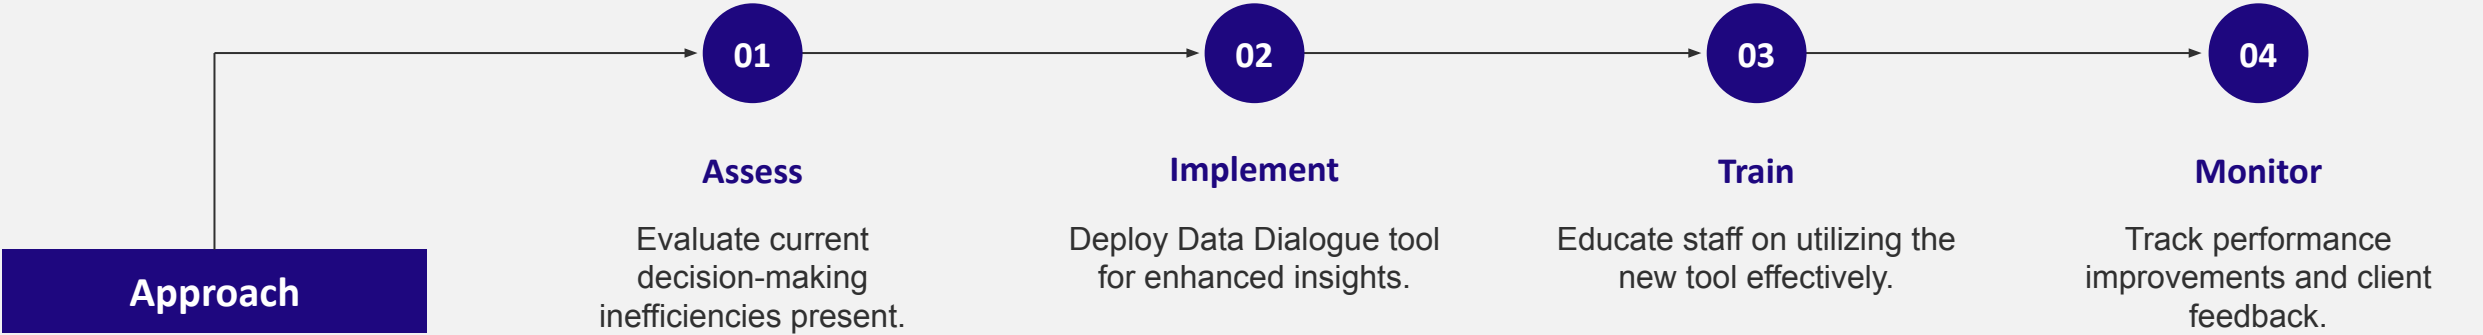 01
02
03
04
Assess
Evaluate current
decision-making
inefficiencies present.
Implement
Deploy Data Dialogue tool
for enhanced insights.
Train
Educate staff on utilizing the
new tool effectively.
Monitor
Track performance
improvements and client
feedback.
Approach